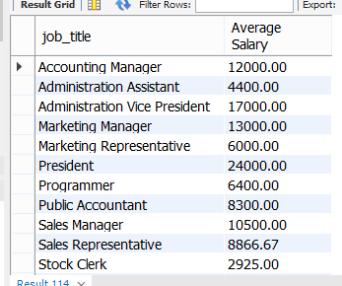 Result Grid Filter Rows: Export:
job_title Average Salary
Accounting Manager 12000.00
Administration Assistant 4400.00
Administration Vice President 17000.00
Marketing Manager 13000.00
Marketing Representative 6000.00
President 24000.00
Programmer 6400.00
Public Accountant 8300.00
Sales Manager 10500.00
Sales Representative 8866.67
Stock Clerk 2925.00
Result 114